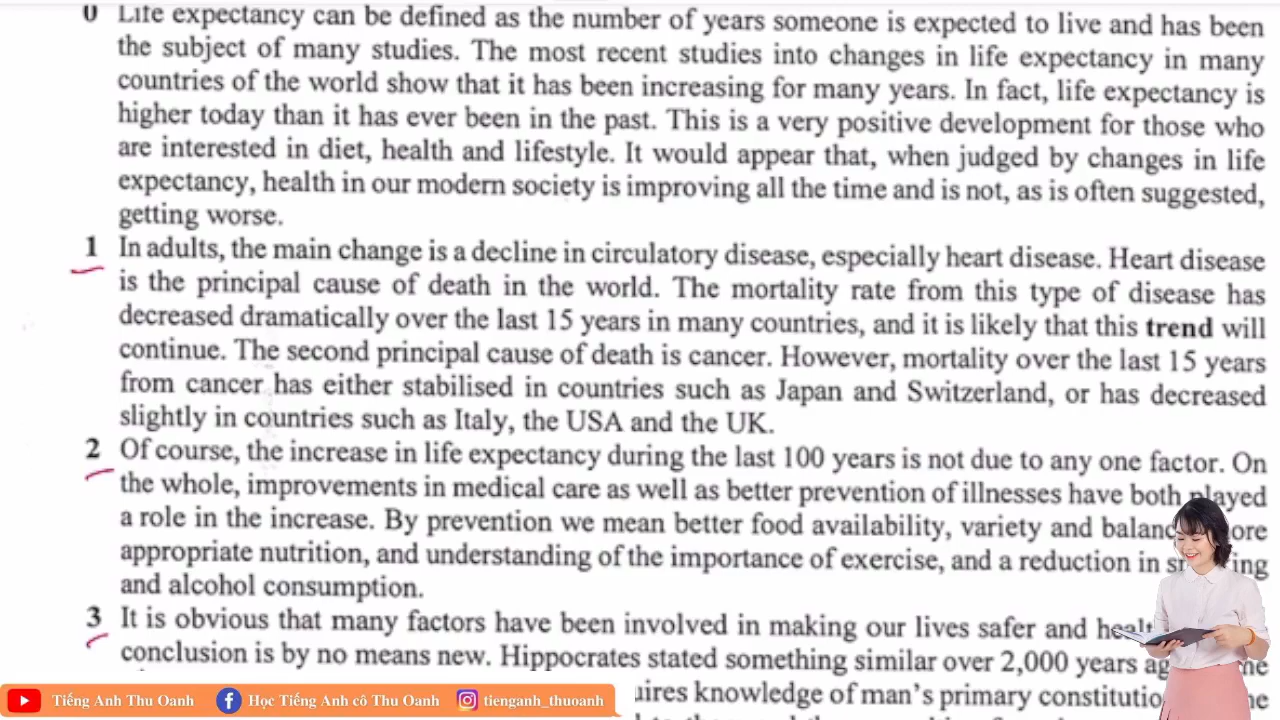 0 Life expectancy can be defined as the number of years someone is expected to live and has been
the subject of many studies. The most recent studies into changes in life expectancy in many
countries of the world show that it has been increasing for many years. In fact, life expectancy is
higher today than it has ever been in the past. This is a very positive development for those who
are interested in diet, health and lifestyle. It would appear that, when judged by changes in life
expectancy, health in our modern society is improving all the time and is not, as is often suggested,
getting worse.
1 In adults, the main change is a decline in circulatory disease, especially heart disease. Heart disease
is the principal cause of death in the world. The mortality rate from this type of disease has
decreased dramatically over the last 15 years in many countries, and it is likely that this trend will
continue. The second principal cause of death is cancer. However, mortality over the last 15 years
from cancer has either stabilised in countries such as Japan and Switzerland, or has decreased
slightly in countries such as Italy, the USA and the UK.
2 Of course, the increase in life expectancy during the last 100 years is not due to any one factor. On
the whole, improvements in medical care as well as better prevention of illnesses have both played
a role in the increase. By prevention we mean better food availability, variety and
appropriate nutrition, and understanding of the importance of exercise, and a reduction in
and alcohol consumption.
3 It is obvious that many factors have been involved in making our lives safer and
conclusion is by no means new. Hippocrates stated something similar over 2,000 years
knowledge of man's primary
Tiếng Anh Thu Oanh
Học Tiếng Anh cô Thu Oanh
tienganh_thuoanh